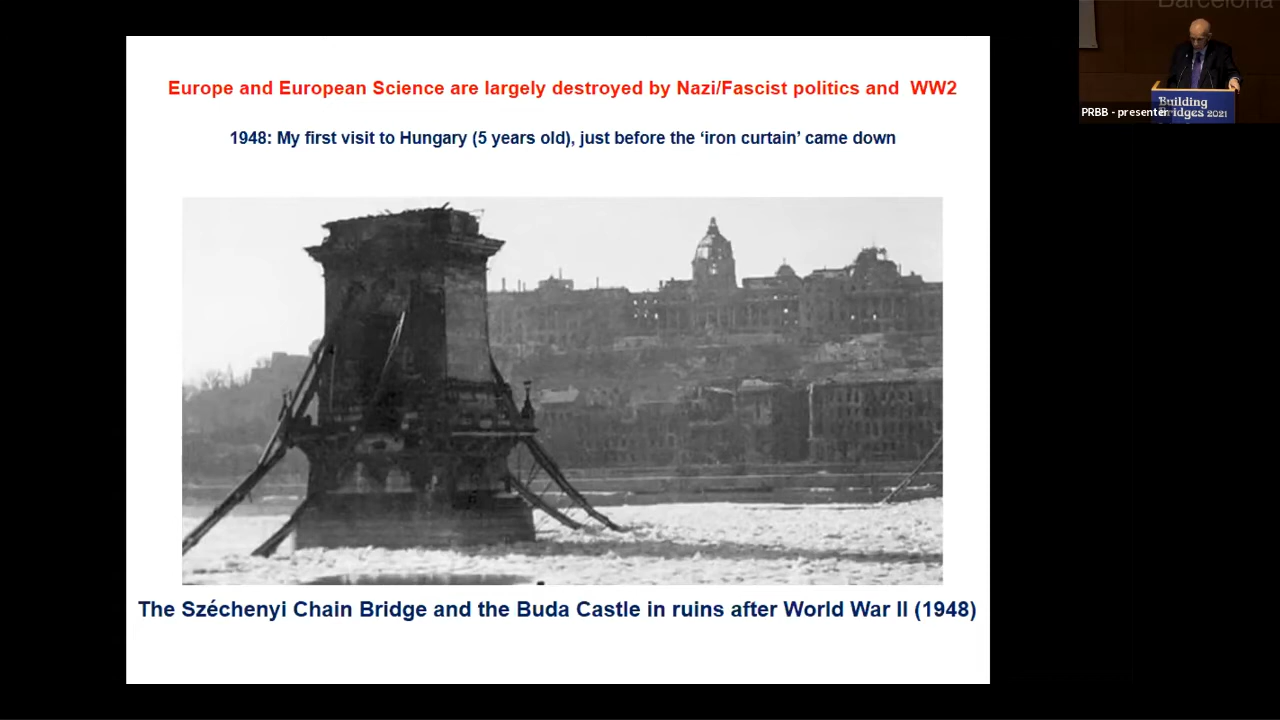 Europe and European Science are largely destroyed by Nazi/Fascist politics and WW2
1948: My first visit to Hungary (5 years old), just before the ‘iron curtain’ came down
The Széchenyi Chain Bridge and the Buda Castle in ruins after World War II (1948)
Barcelona
Building
Bridges 2021
PRBB - presenter